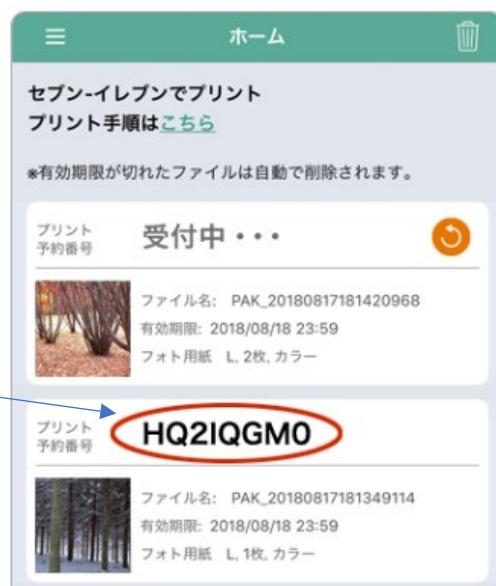 ホーム
セブン-イレブンでプリント
プリント手順はこちら
*有効期限が切れたファイルは自動で削除されます。
プリント
予約番号
受付中・・・
ファイル名: PAK_20180817181420968
有効期限: 2018/08/18 23:59
フォト用紙 L, 2枚, カラー
プリント
予約番号
HQ2IQGM0
ファイル名: PAK_20180817181349114
有効期限: 2018/08/18 23:59
フォト用紙 L, 1枚, カラー